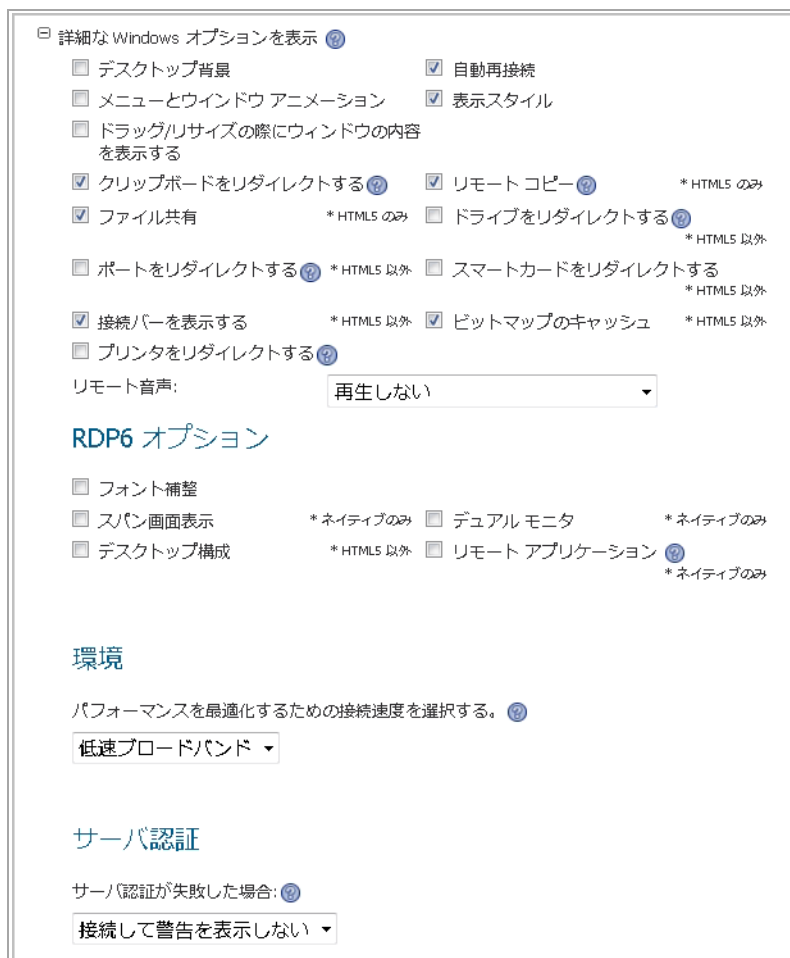 詳細な Windows オプションを表示
デスクトップ背景
自動再接続
メニューとウインドウ アニメーション
表示スタイル
ドラッグ/リサイズの際にウィンドウの内容
を表示する
クリップボードをリダイレクトする
リモート コピー
* HTML5 のみ
ファイル共有
* HTML5 のみ
ドライブをリダイレクトする
* HTML5 以外
ポートをリダイレクトする
* HTML5 以外
スマートカードをリダイレクトする
* HTML5 以外
接続バーを表示する
* HTML5 以外
ビットマップのキャッシュ
* HTML5 以外
プリンタをリダイレクトする
リモート音声:
再生しない
RDP6 オプション
フォント補整
スパン画面表示
* ネイティブのみ
デュアル モニタ
* ネイティブのみ
デスクトップ構成
* HTML5 以外
リモート アプリケーション
* ネイティブのみ
環境
パフォーマンスを最適化するための接続速度を選択する。
低速ブロードバンド
サーバ認証
サーバ認証が失敗した場合:
接続して警告を表示しない